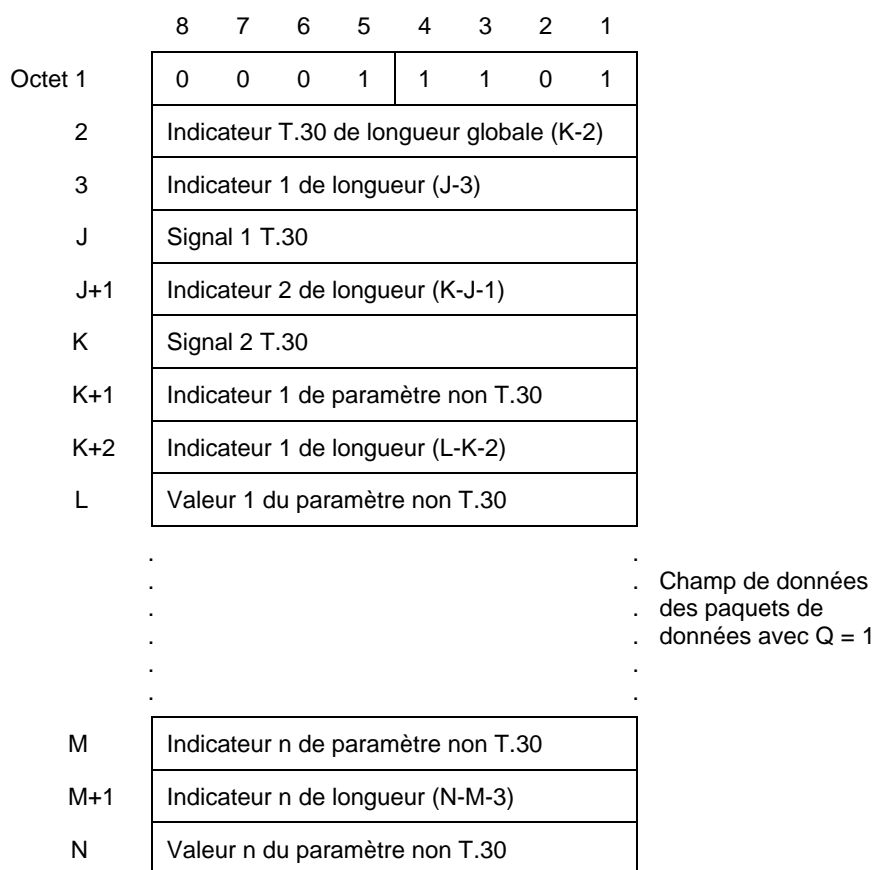 8 7 6 5 4 3 2 1
Octet 1 0 0 0 1 1 1 0 1
2 Indicateur T.30 de longueur globale (K-2)
3 Indicateur 1 de longueur (J-3)
J Signal 1 T.30
J+1 Indicateur 2 de longueur (K-J-1)
K Signal 2 T.30
K+1 Indicateur 1 de paramètre non T.30
K+2 Indicateur 1 de longueur (L-K-2)
L Valeur 1 du paramètre non T.30
Champ de données
des paquets de
données avec Q = 1
M Indicateur n de paramètre non T.30
M+1 Indicateur n de longueur (N-M-3)
N Valeur n du paramètre non T.30